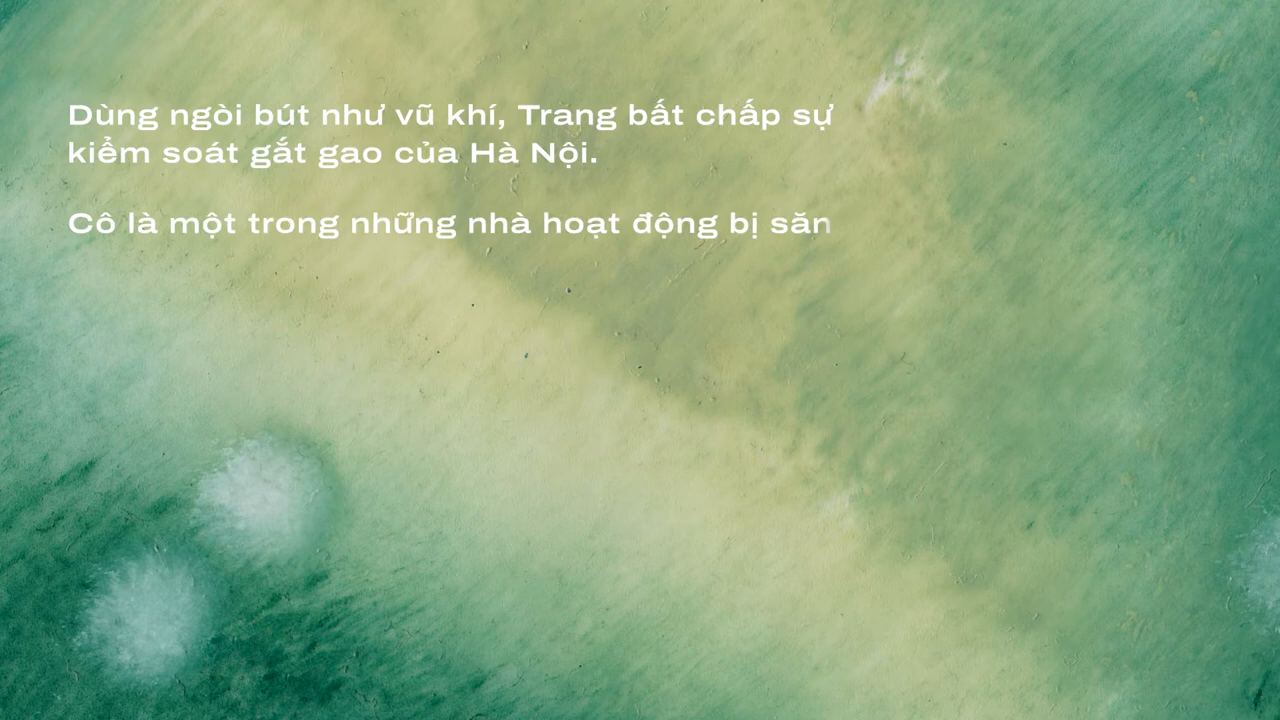 Dùng ngòi bút như vũ khí, Trang bất chấp sự
kiểm soát gắt gao của Hà Nội.
Cô là một trong những nhà hoạt động bị săn